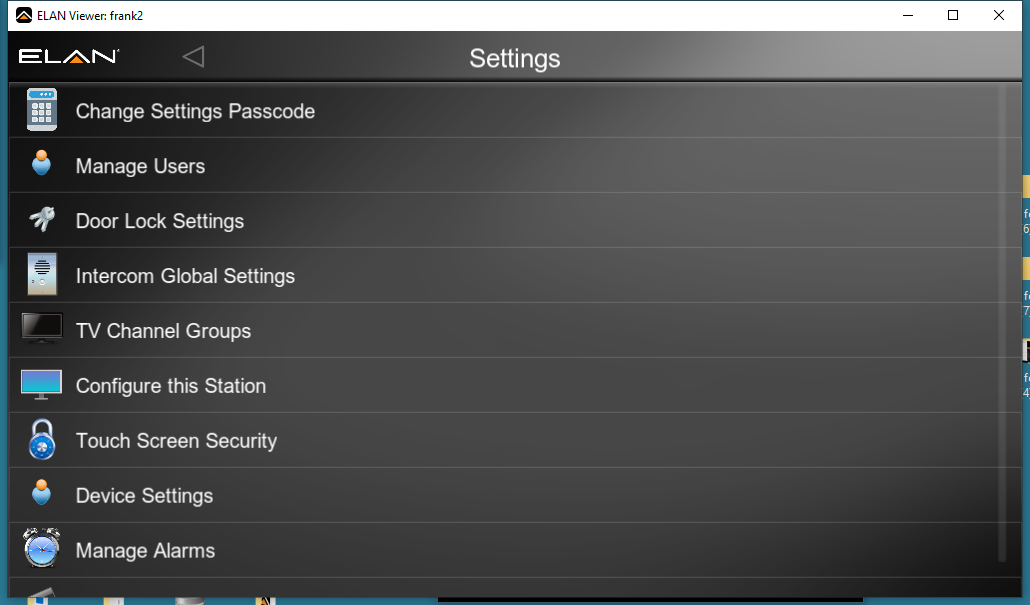 ELAN Viewer: frank2
ELAN
Settings
Change Settings Passcode
Manage Users
Door Lock Settings
Intercom Global Settings
TV Channel Groups
Configure this Station
Touch Screen Security
Device Settings
Manage Alarms